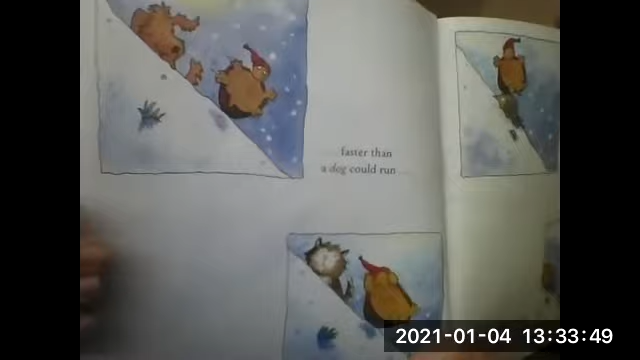 faster than
a dog could run
2021-01-04 13:33:49